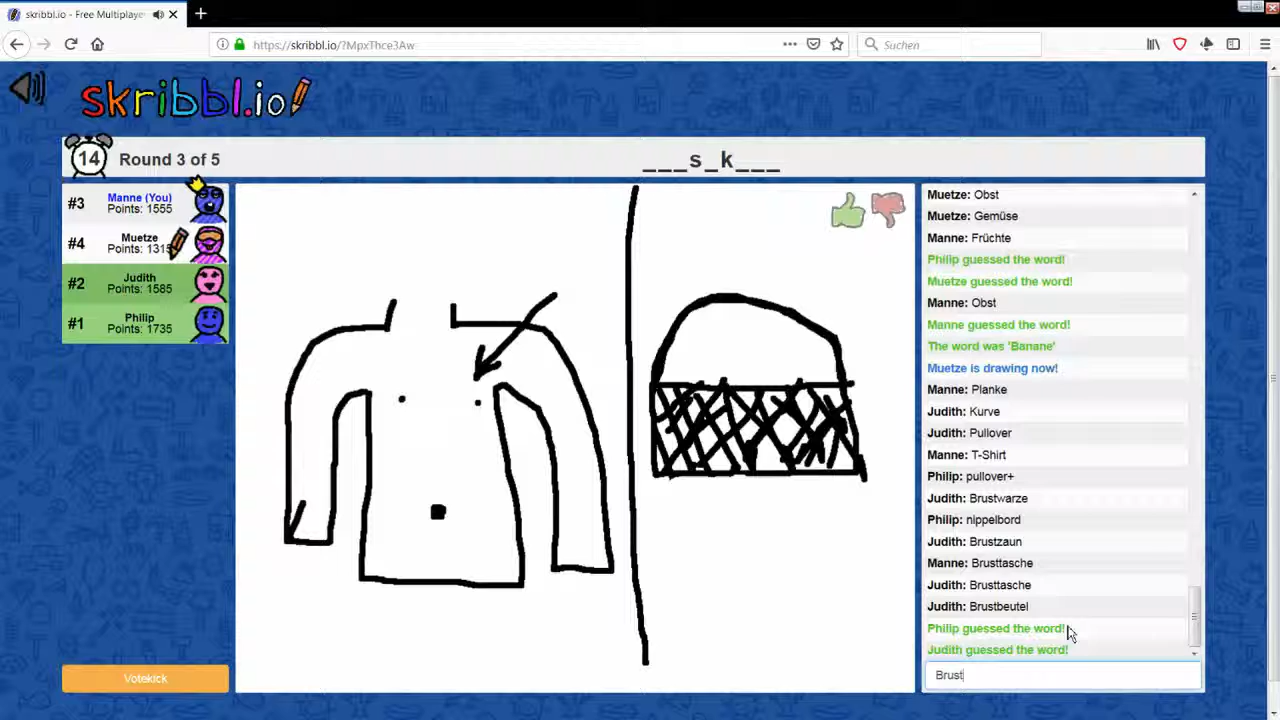 skribbl.io - Free Multiplaye
https://skribbl.io/?MpxThce3Aw
Suchen
skribbl.io
14
Round 3 of 5
___s_k___
#3
Manne (You)
Points: 1555
#4
Muetze
Points: 1315
#2
Judith
Points: 1585
#1
Philip
Points: 1735
Votekick
Muetze: Obst
Muetze: Gemüse
Manne: Früchte
Philip guessed the word!
Muetze guessed the word!
Manne: Obst
Manne guessed the word!
The word was 'Banane'
Muetze is drawing now!
Manne: Planke
Judith: Kurve
Judith: Pullover
Manne: T-Shirt
Philip: pullover+
Judith: Brustwarze
Philip: nippelbord
Judith: Brustzaun
Manne: Brusttasche
Judith: Brusttasche
Judith: Brustbeutel
Philip guessed the word!
Judith guessed the word!
Brust